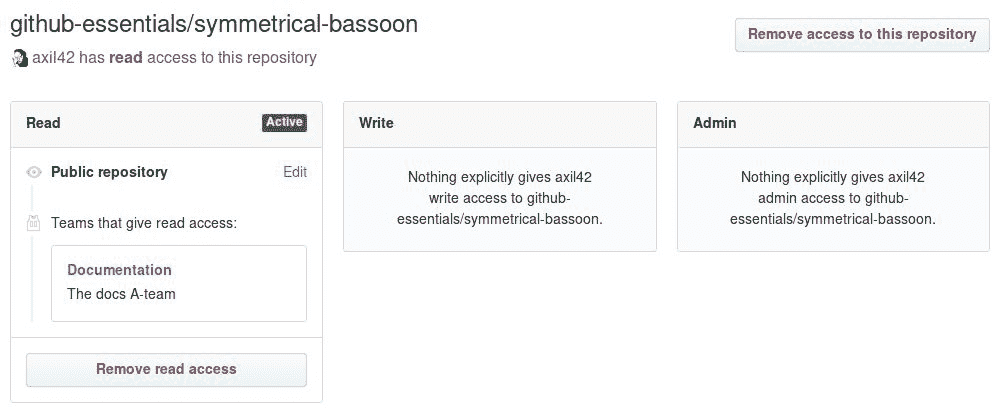 github-essentials/symmetrical-bassoon
axil42 has read access to this repository
Remove access to this repository
Read
Active
Public repository
Edit
Teams that give read access:
Documentation
The docs A-team
Remove read access
Write
Nothing explicitly gives axil42
write access to github-
essentials/symmetrical-bassoon.
Admin
Nothing explicitly gives axil42
admin access to github-
essentials/symmetrical-bassoon.